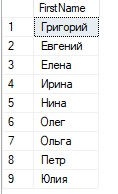 FirstName
1 Григорий
2 Евгений
3 Елена
4 Ирина
5 Нина
6 Олег
7 Ольга
8 Петр
9 Юлия